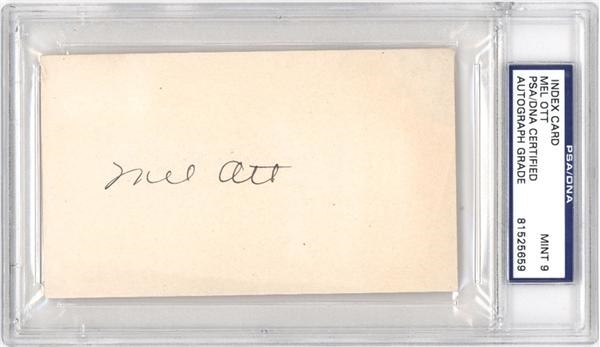 Mel Ott
INDEX CARD
MEL OTT
PSA/DNA CERTIFIED
AUTOGRAPH GRADE
MINT 9
81525659
PSA/DNA